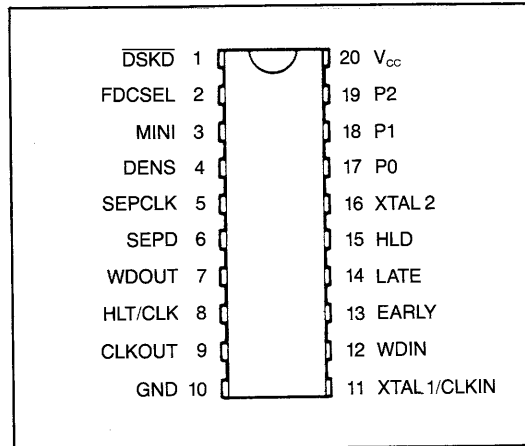 DSKD 1 20 VCC
FDCSEL 2 19 P2
MINI 3 18 P1
DENS 4 17 P0
SEPCLK 5 16 XTAL 2
SEPD 6 15 HLD
WDOUT 7 14 LATE
HLT/CLK 8 13 EARLY
CLKOUT 9 12 WDIN
GND 10 11 XTAL 1/CLKIN